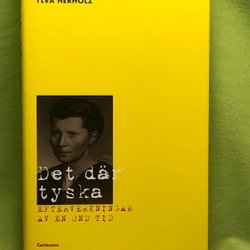 YLVA HERHOLZ
Det där
tyska
EFTERVERKNINGAR
AV EN OND TID
Carlssons